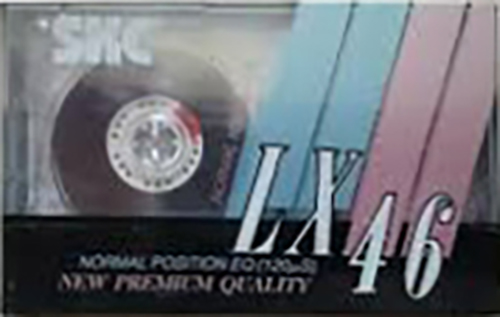 SKC
LX 46
NORMAL POSITION EQ (120µS)
NEW PREMIUM QUALITY